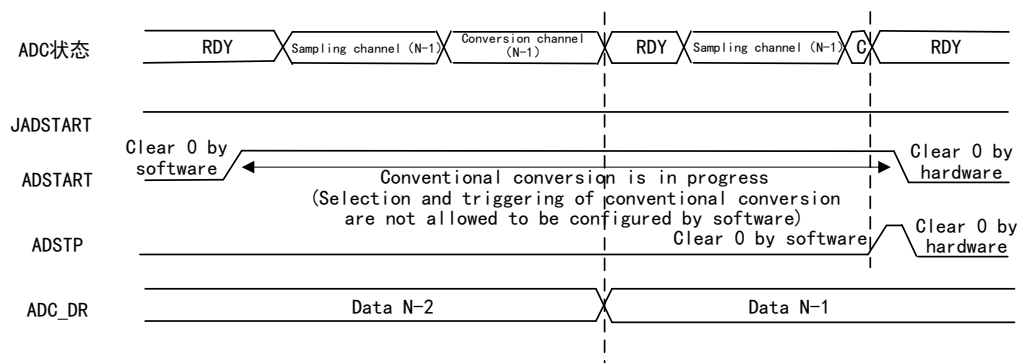 ADC状态
RDY
Sampling channel (N-1)
Conversion channel
(N-1)
RDY
Sampling channel (N-1)
C
RDY
JADSTART
Clear 0 by
software
Clear 0 by
hardware
ADSTART
Conventional conversion is in progress
(Selection and triggering of conventional conversion
are not allowed to be configured by software)
ADSTP
Clear 0 by software
Clear 0 by
hardware
ADC_DR
Data N-2
Data N-1